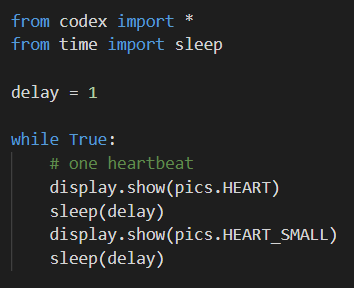 from codex import *
from time import sleep
delay = 1
while True:
    # one heartbeat
    display.show(pics.HEART)
    sleep(delay)
    display.show(pics.HEART_SMALL)
    sleep(delay)